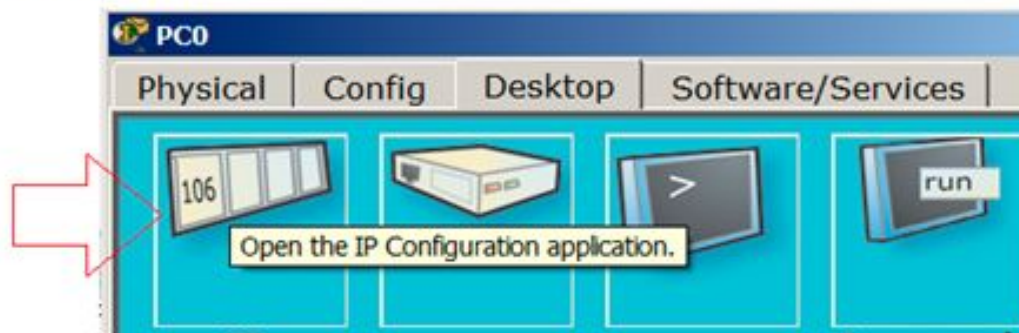 PC0
Physical Config Desktop Software/Services
106 > run
Open the IP Configuration application.